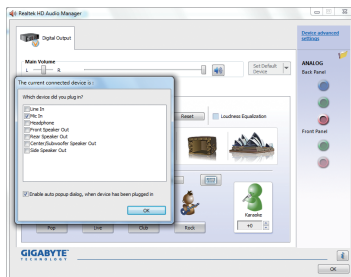 Realtek HD Audio Manager
Digital Output
Device advanced settings
Main Volume
L
R
Set Default Device
ANALOG
Back Panel
The current connected device is :
Which device did you plug in?
Line In
Mic In
Headphone
Front Speaker Out
Rear Speaker Out
Center/Subwoofer Speaker Out
Side Speaker Out
Reset
Loudness Equalization
Front Panel
Enable auto popup dialog, when device has been plugged in
OK
Karaoke
Pop
Live
Club
Rock
+0
GIGABYTE
TECHNOLOGY
OK